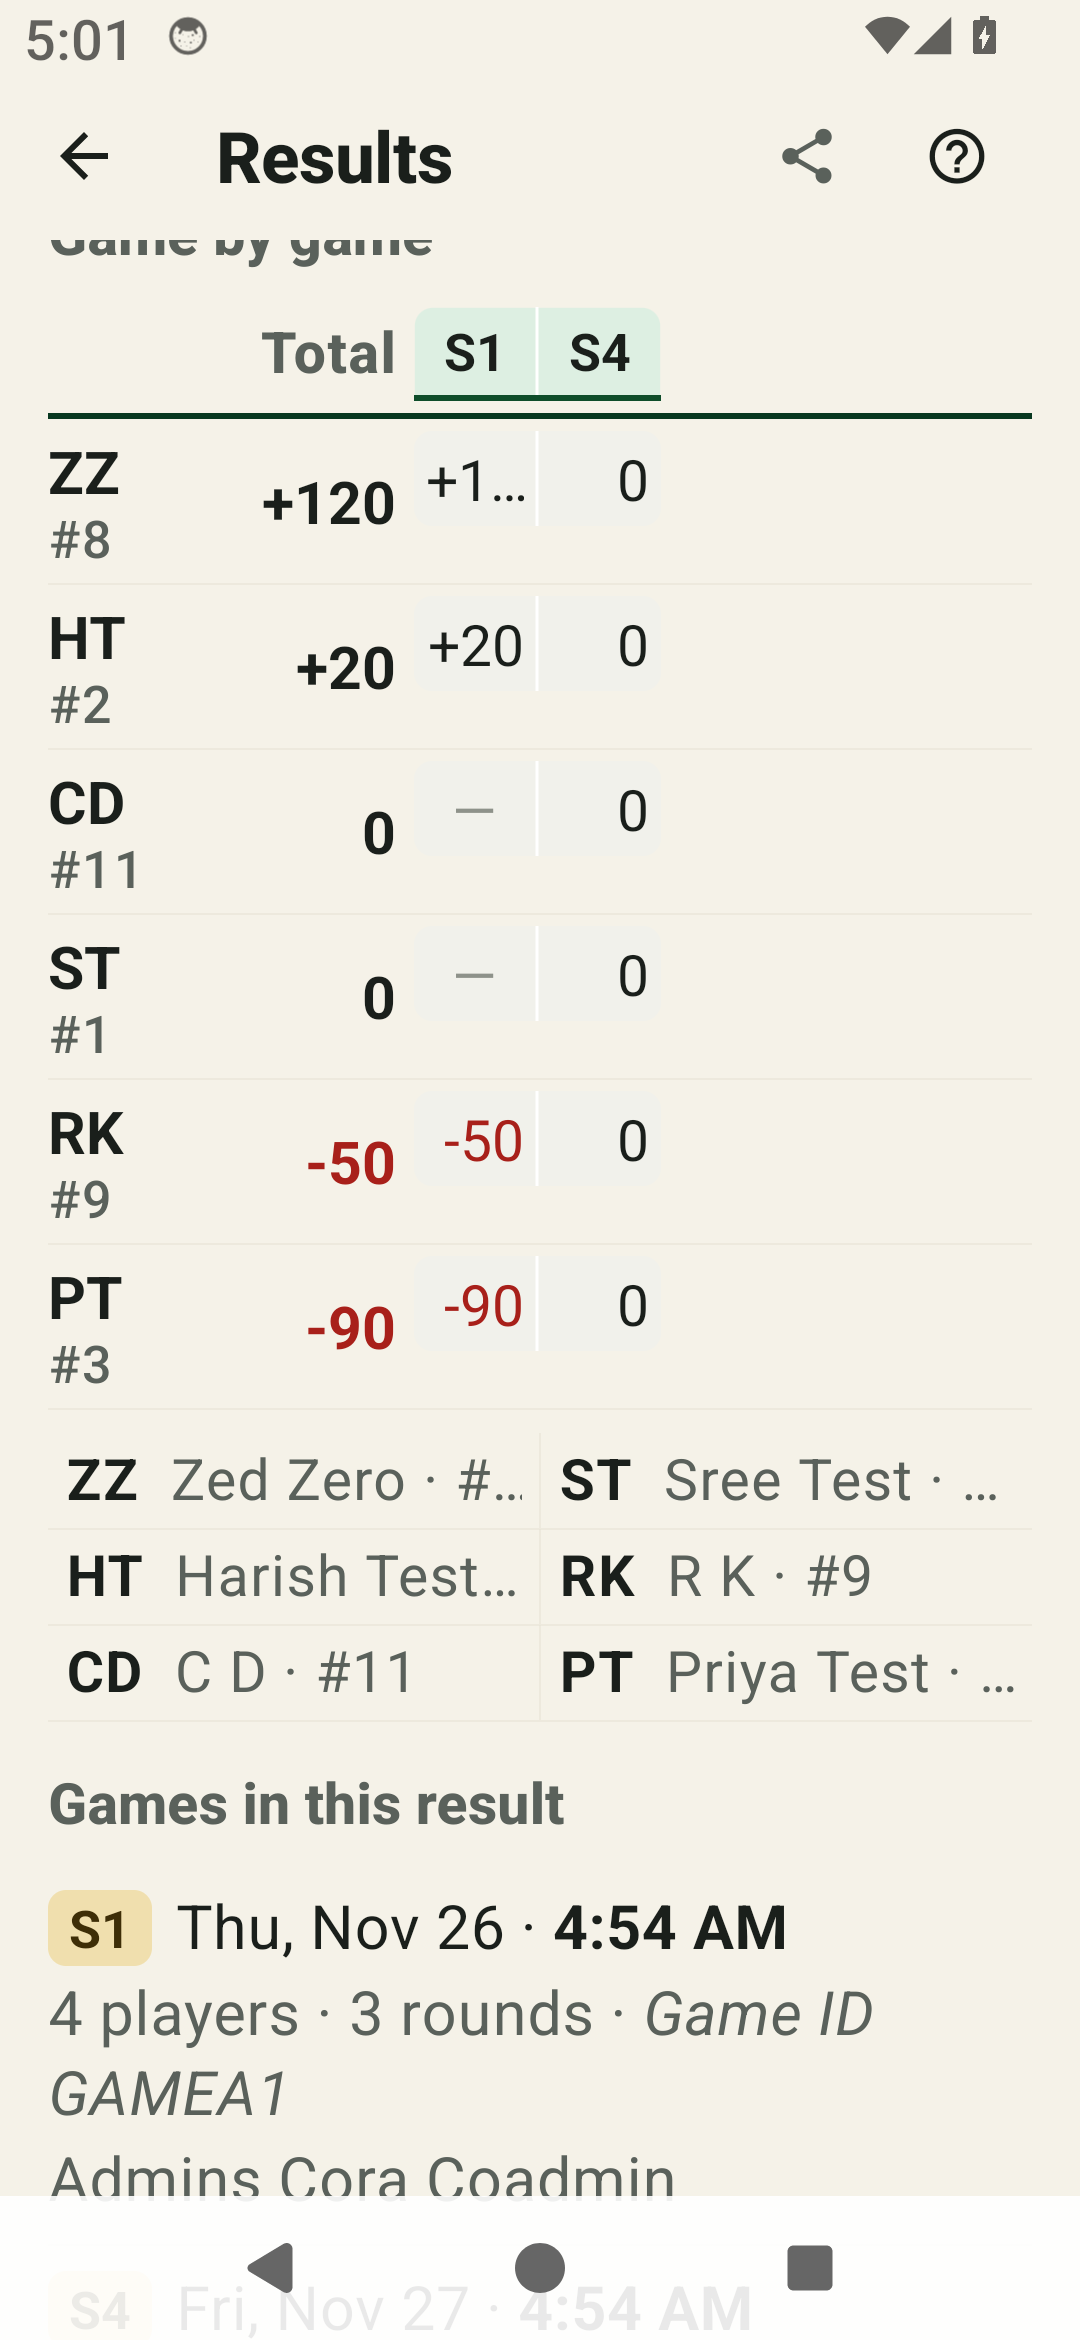 5:01
Results
Game by game
Total S1 S4
ZZ +120 +1... 0
#8
HT +20 +20 0
#2
CD 0 — 0
#11
ST 0 — 0
#1
RK -50 -50 0
#9
PT -90 -90 0
#3
ZZ Zed Zero · #... ST Sree Test · ...
HT Harish Test... RK R K · #9
CD C D · #11 PT Priya Test · ...
Games in this result
S1 Thu, Nov 26 · 4:54 AM
4 players · 3 rounds · Game ID
GAMEA1
Admins Cora Coadmin
S4 Fri, Nov 27 · 4:54 AM